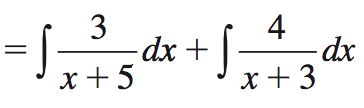 = ∫ 3/(x + 5) dx + ∫ 4/(x + 3) dx